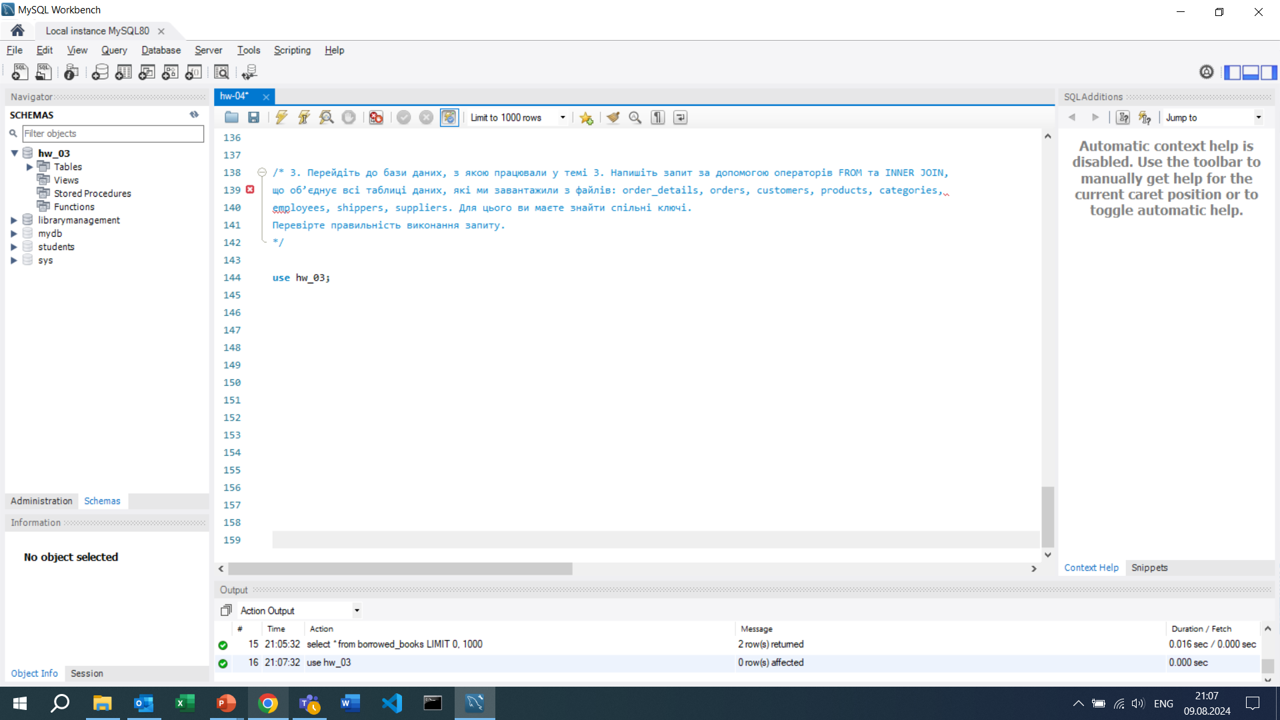 MySQL Workbench
Local instance MySQL80
File Edit View Query Database Server Tools Scripting Help
Navigator
SCHEMAS
Filter objects
hw_03
Tables
Views
Stored Procedures
Functions
librarymanagement
mydb
students
sys
Administration Schemas
Information
No object selected
Object Info Session
hw-04*
Limit to 1000 rows
136
137
138 /* 3. Перейдіть до бази даних, з якою працювали у темі 3. Напишіть запит за допомогою операторів FROM та INNER JOIN,
139 що об’єднує всі таблиці даних, які ми завантажили з файлів: order_details, orders, customers, products, categories,
140 employees, shippers, suppliers. Для цього ви маєте знайти спільні ключі.
141 Перевірте правильність виконання запиту.
142 */
143
144 use hw_03;
145
146
147
148
149
150
151
152
153
154
155
156
157
158
159
SQLAdditions
Jump to
Automatic context help is
disabled. Use the toolbar to
manually get help for the
current caret position or to
toggle automatic help.
Context Help Snippets
Output
Action Output
# Time Action Message Duration / Fetch
15 21:05:32 select * from borrowed_books LIMIT 0, 1000 2 row(s) returned 0.016 sec / 0.000 sec
16 21:07:32 use hw_03 0 row(s) affected 0.000 sec
ENG
21:07
09.08.2024